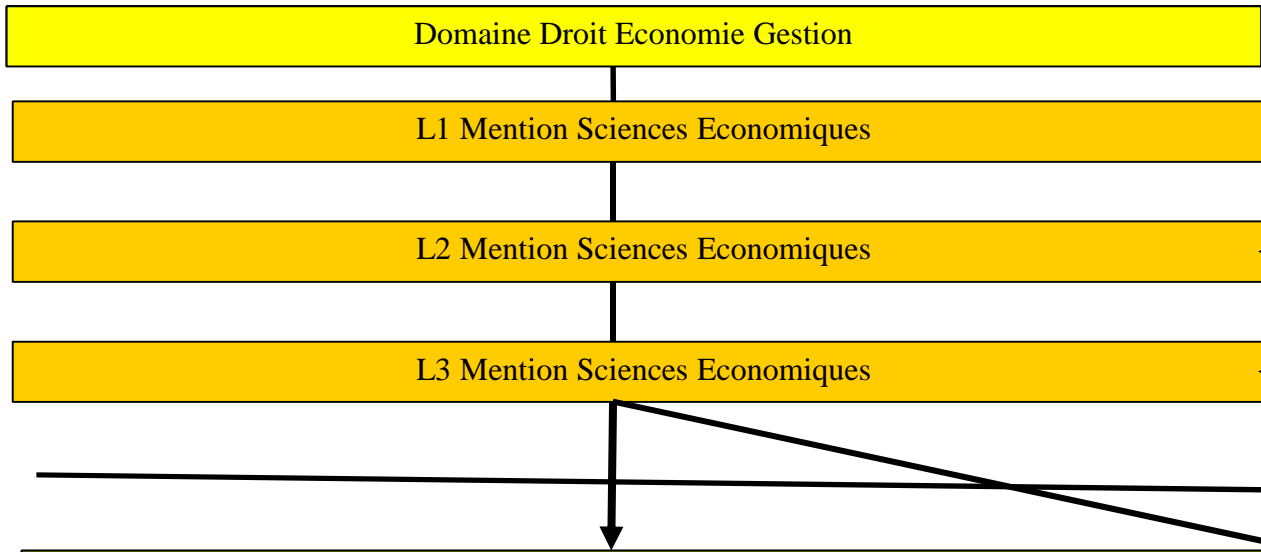 Domaine Droit Economie Gestion
L1 Mention Sciences Economiques
L2 Mention Sciences Economiques
L3 Mention Sciences Economiques